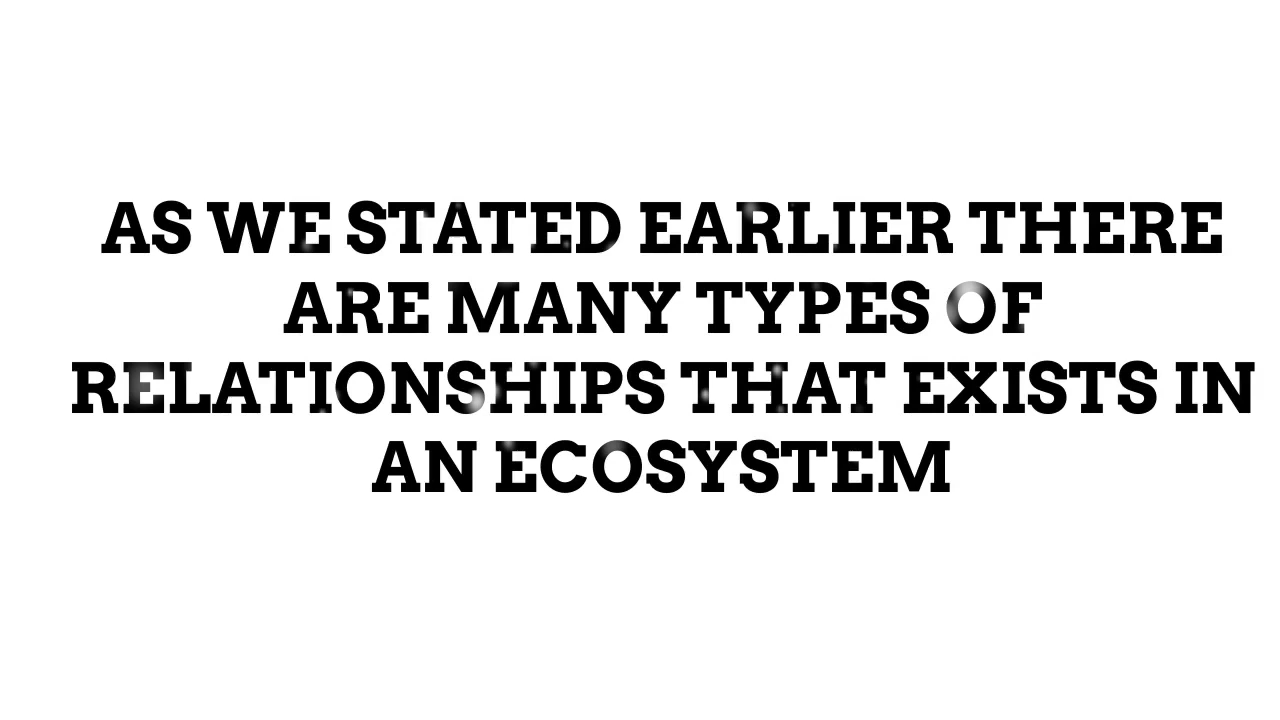 AS WE STATED EARLIER THERE
ARE MANY TYPES OF
RELATIONSHIPS THAT EXISTS IN
AN ECOSYSTEM